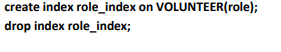 create index role_index on VOLUNTEER(role);
drop index role_index;